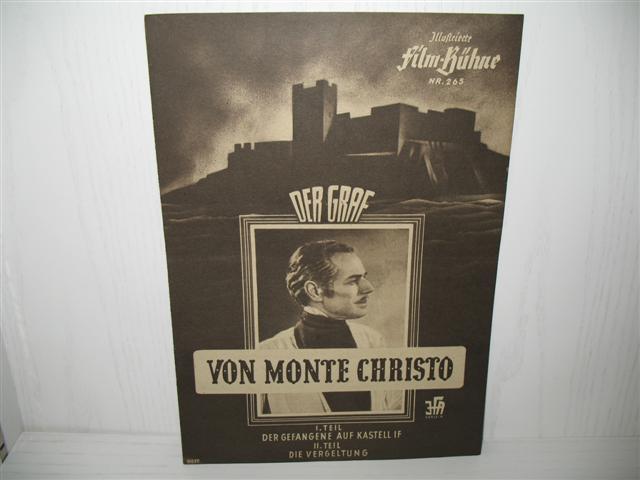 Illustrierte
Film-Bühne
NR. 265
DER GRAF
VON MONTE CHRISTO
I. TEIL
DER GEFANGENE AUF KASTELL IF
II. TEIL
DIE VERGELTUNG